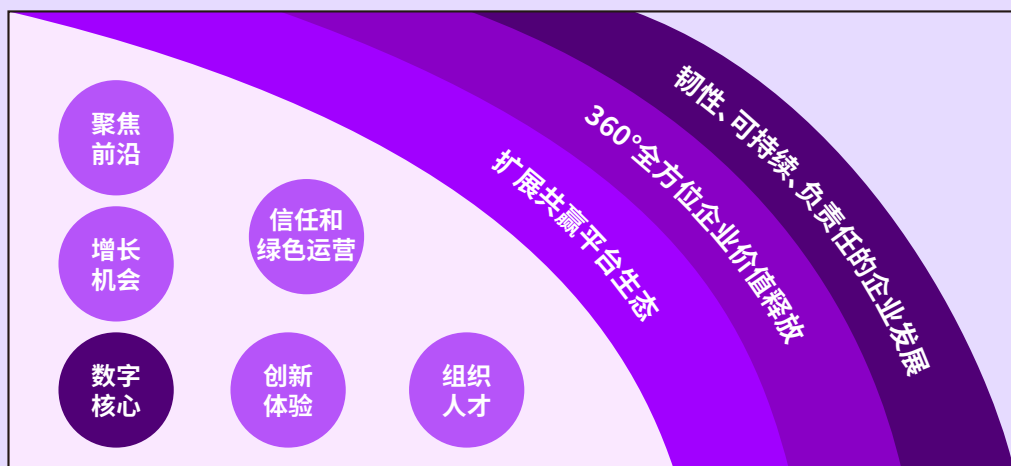 聚焦
前沿
增长
机会
数字
核心
信任和
绿色运营
创新
体验
组织
人才
扩展共赢平台生态
360°全方位企业价值释放
韧性、可持续、负责任的企业发展